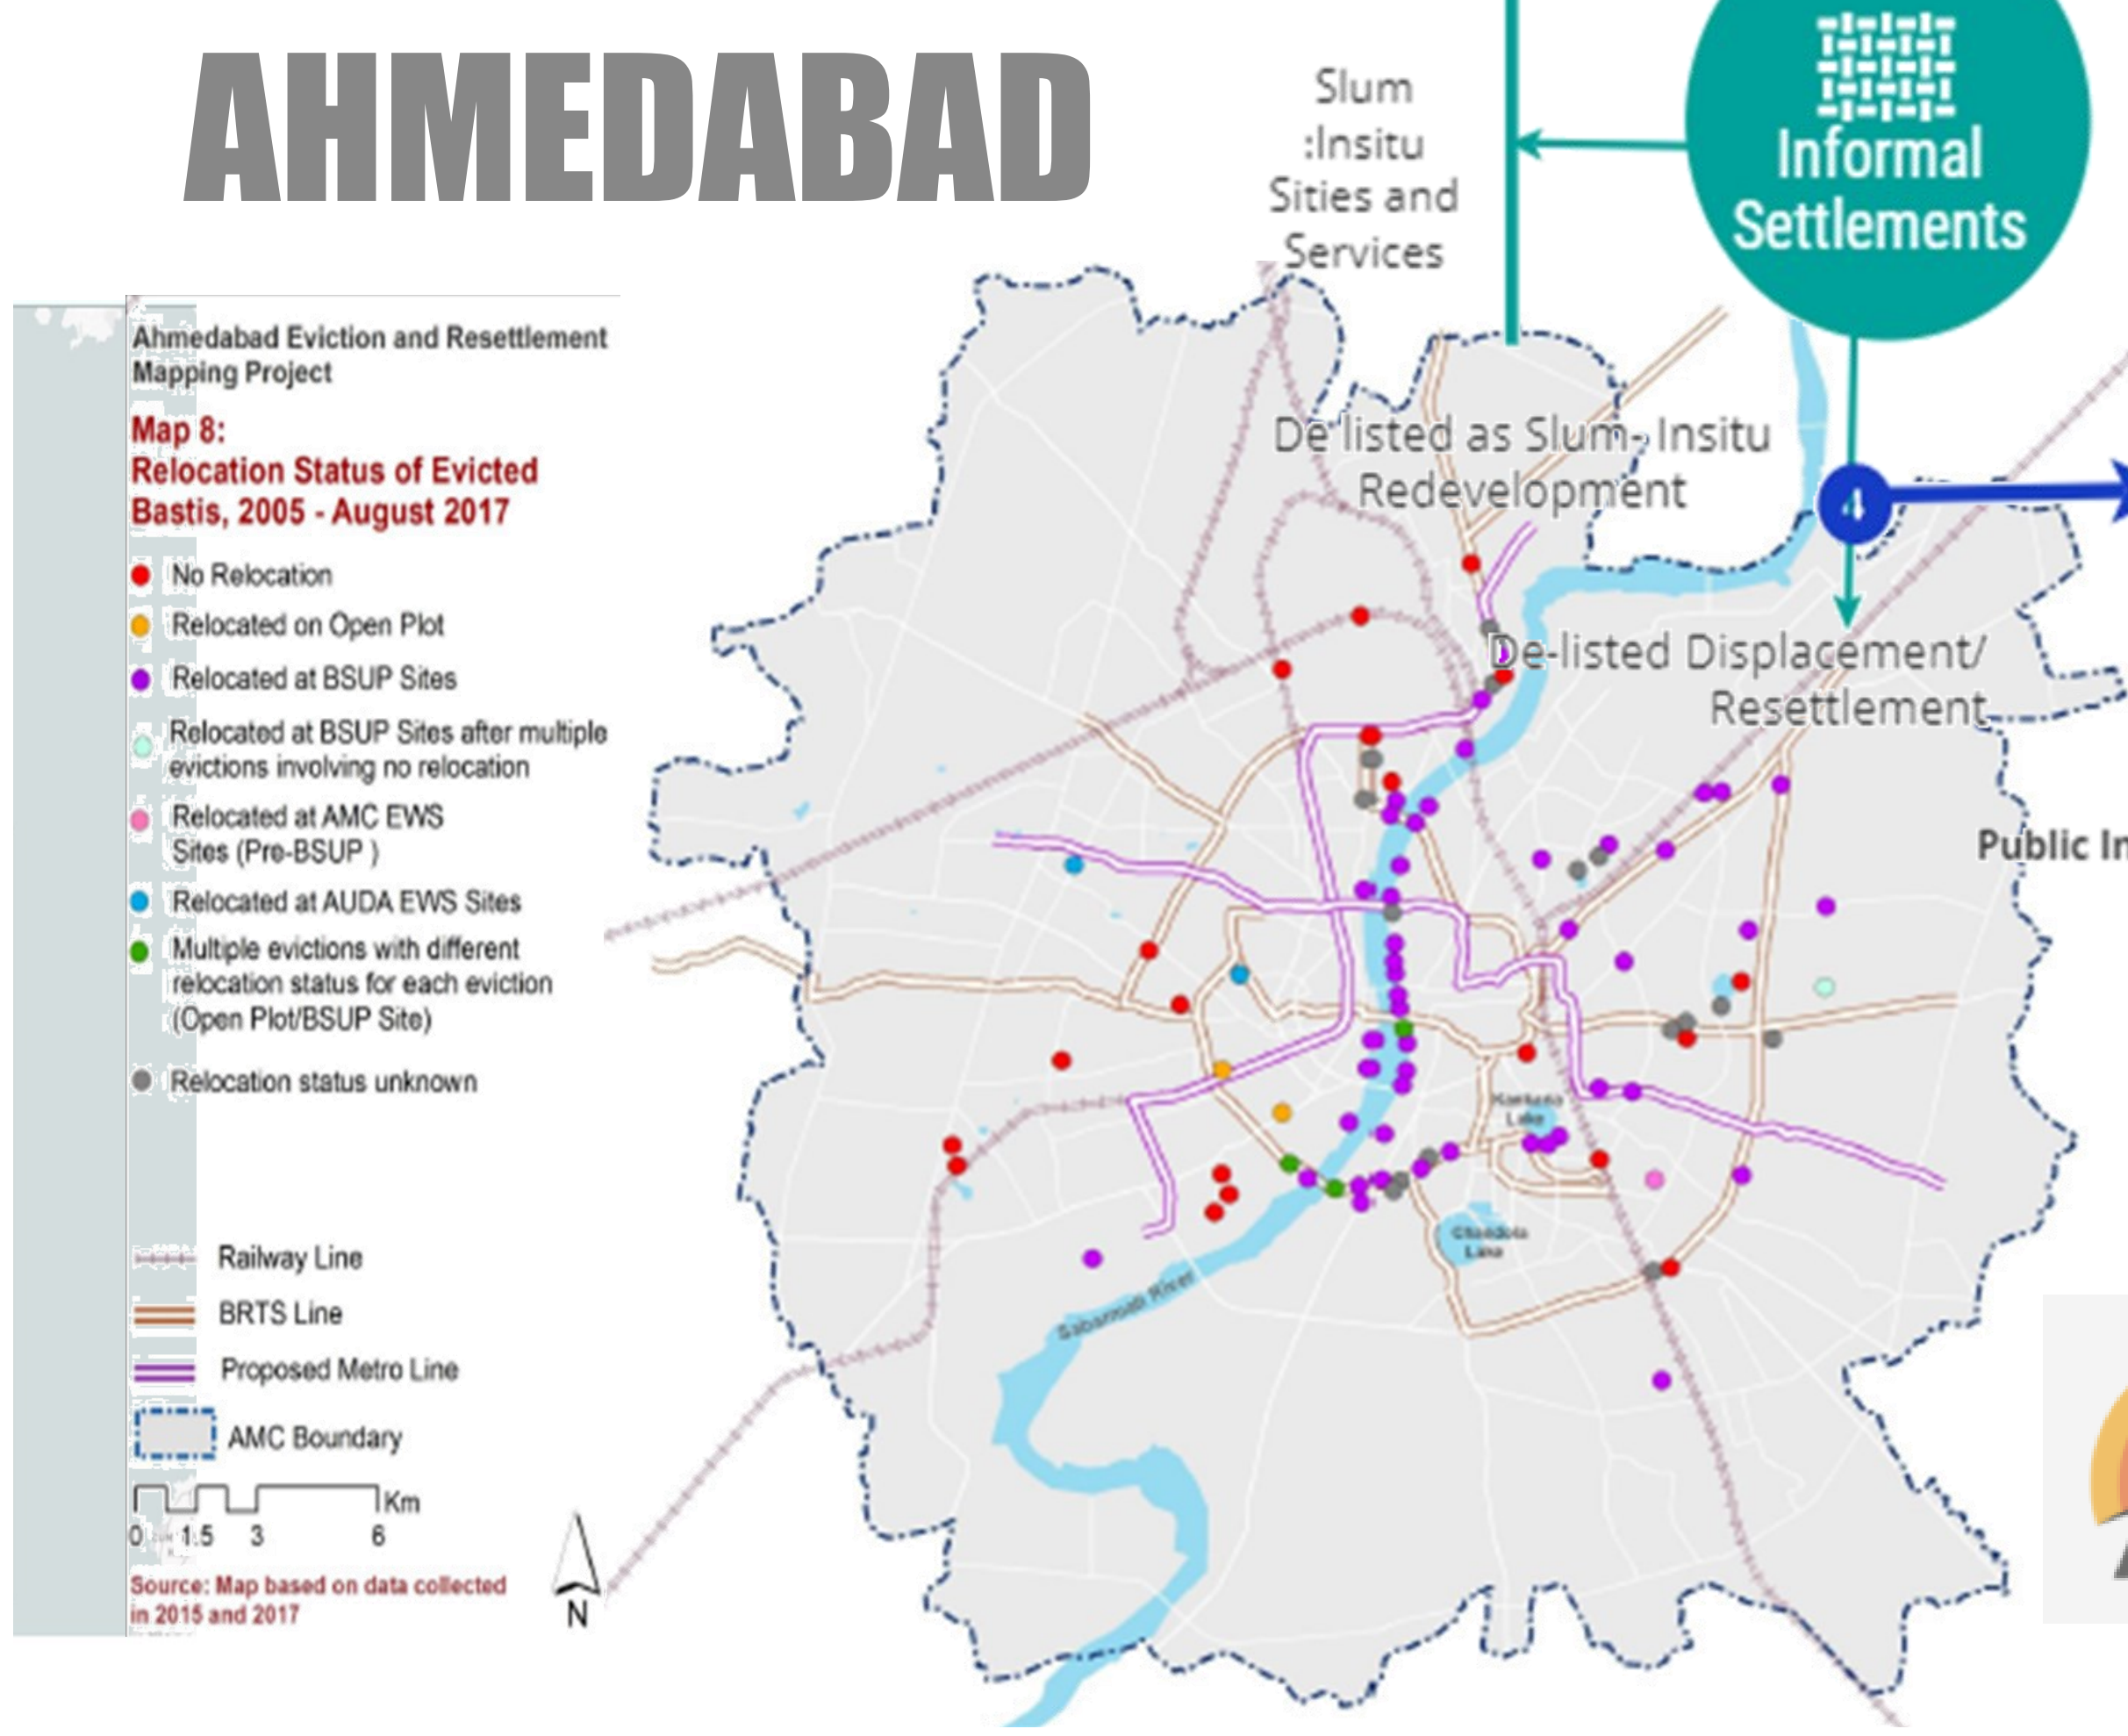 AHMEDABAD
Slum
:Insitu
Sities and
Services
Informal
Settlements
De listed as Slum- Insitu
Redevelopment
4
De-listed Displacement/
Resettlement
Public In
Ahmedabad Eviction and Resettlement
Mapping Project
Map 8:
Relocation Status of Evicted
Bastis, 2005 - August 2017
No Relocation
Relocated on Open Plot
Relocated at BSUP Sites
Relocated at BSUP Sites after multiple
evictions involving no relocation
Relocated at AMC EWS
Sites (Pre-BSUP )
Relocated at AUDA EWS Sites
Multiple evictions with different
relocation status for each eviction
(Open Plot/BSUP Site)
Relocation status unknown
Railway Line
BRTS Line
Proposed Metro Line
AMC Boundary
Km
0 1.5 3 6
Source: Map based on data collected
in 2015 and 2017
N
Kankaria
Lake
Chandola
Lake
Sabarmati River